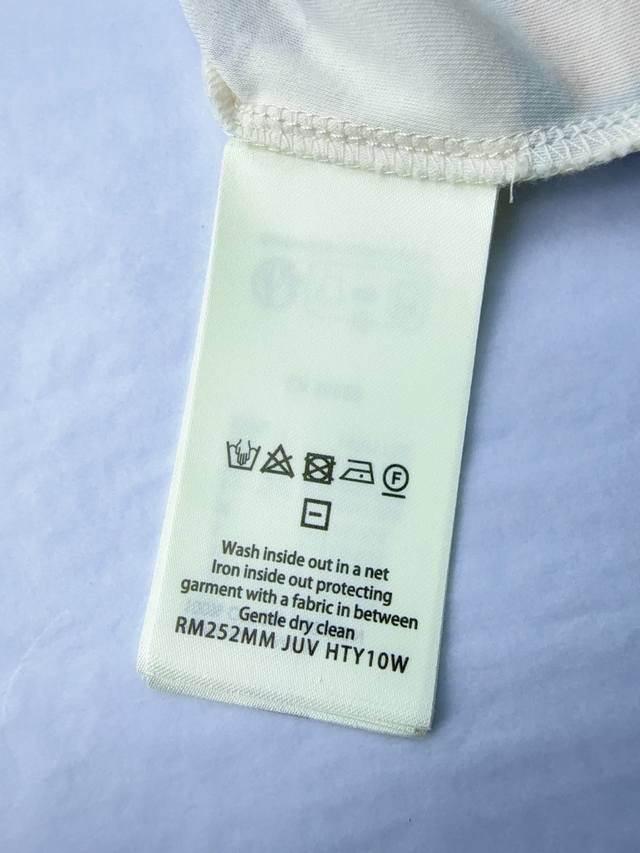 F
Wash inside out in a net
Iron inside out protecting
garment with a fabric in between
Gentle dry clean
RM252MM JUV HTY10W